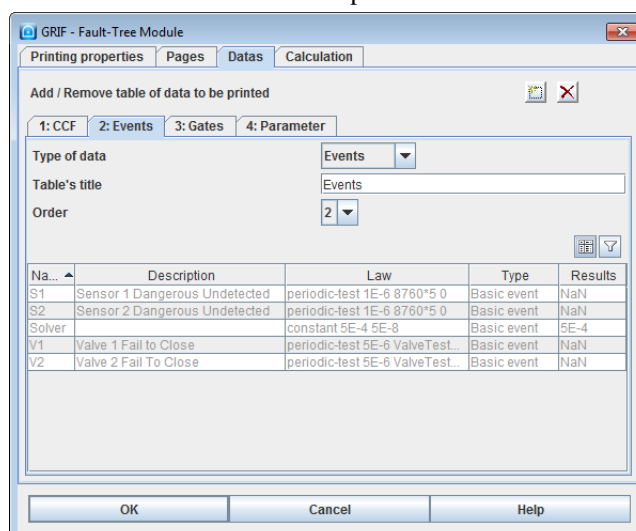 GRIF - Fault-Tree Module
Printing properties Pages Datas Calculation
Add / Remove table of data to be printed
1: CCF 2: Events 3: Gates 4: Parameter
Type of data Events
Table's title Events
Order 2
Na... Description Law Type Results
S1 Sensor 1 Dangerous Undetected periodic-test 1E-6 8760*5 0 Basic event NaN
S2 Sensor 2 Dangerous Undetected periodic-test 1E-6 8760*5 0 Basic event NaN
Solver constant 5E-4 5E-8 Basic event 5E-4
V1 Valve 1 Fail to Close periodic-test 5E-6 ValveTest... Basic event NaN
V2 Valve 2 Fail To Close periodic-test 5E-6 ValveTest... Basic event NaN
OK Cancel Help